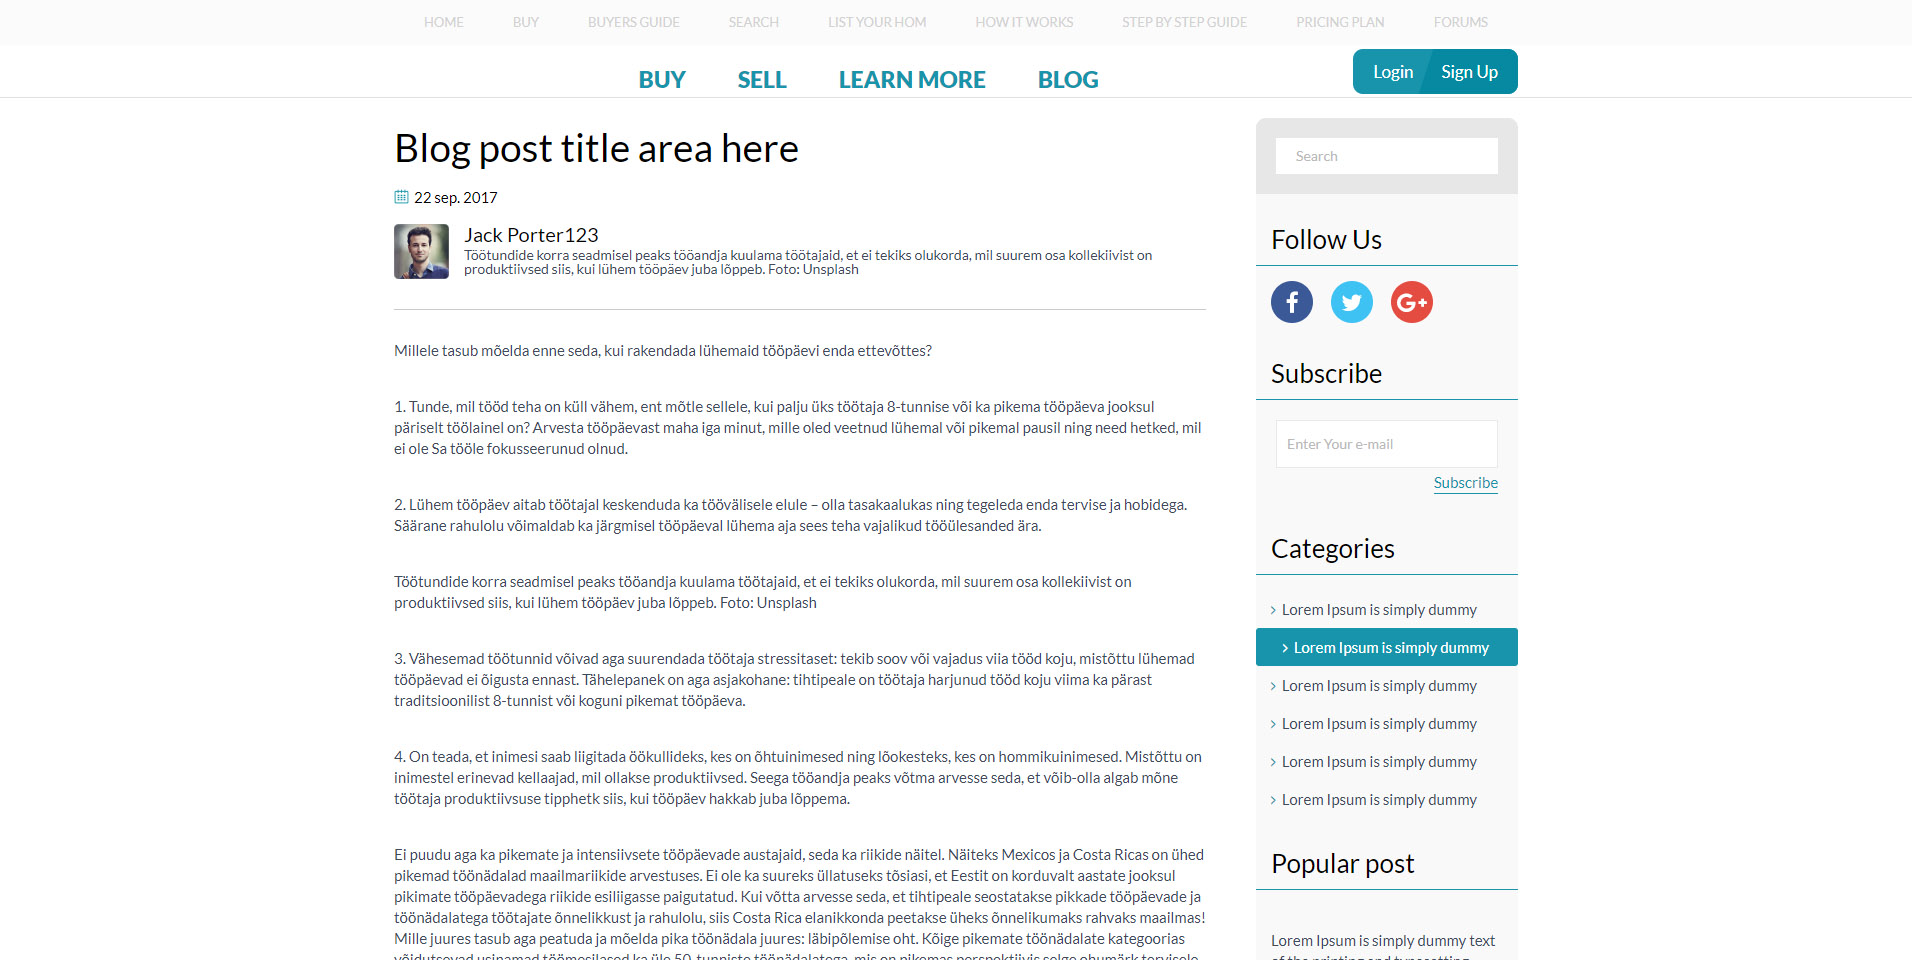 HOME BUY BUYERS GUIDE SEARCH LIST YOUR HOM HOW IT WORKS STEP BY STEP GUIDE PRICING PLAN FORUMS
BUY SELL LEARN MORE BLOG
Login Sign Up
Blog post title area here
22 sep. 2017
Jack Porter123
Töötundide korra seadmisel peaks tööandja kuulama töötajaid, et ei tekiks olukorda, mil suurem osa kollekiivist on
produktiivsed siis, kui lühem tööpäev juba lõppeb. Foto: Unsplash
Millele tasub mõelda enne seda, kui rakendada lühemaid tööpäevi enda ettevõttes?
1. Tunde, mil tööd teha on küll vähem, ent mõtle sellele, kui palju üks töötaja 8-tunnise või ka pikema tööpäeva jooksul
päriselt töölainel on? Arvesta tööpäevast maha iga minut, mille oled veetnud lühemal või pikemal pausil ning need hetked, mil
ei ole Sa tööle fokusseerunud olnud.
2. Lühem tööpäev aitab töötajal keskenduda ka töövälisele elule – olla tasakaalukas ning tegeleda enda tervise ja hobidega.
Säärane rahulolu võimaldab ka järgmisel tööpäeval lühema aja sees teha vajalikud tööülesanded ära.
Töötundide korra seadmisel peaks tööandja kuulama töötajaid, et ei tekiks olukorda, mil suurem osa kollekiivist on
produktiivsed siis, kui lühem tööpäev juba lõppeb. Foto: Unsplash
3. Vähesemad töötunnid võivad aga suurendada töötaja stressitaset: tekib soov või vajadus viia tööd koju, mistõttu lühemad
tööpäevad ei õigusta ennast. Tähelepanek on aga asjakohane: tihtipeale on töötaja harjunud tööd koju viima ka pärast
traditsioonilist 8-tunnist või koguni pikemat tööpäeva.
4. On teada, et inimesi saab liigitada öökullideks, kes on õhtuinimesed ning lõokesteks, kes on hommikuinimesed. Mistõttu on
inimestel erinevad kellaajad, mil ollakse produktiivsed. Seega tööandja peaks võtma arvesse seda, et võib-olla algab mõne
töötaja produktiivsuse tipphetk siis, kui tööpäev hakkab juba lõppema.
Ei puudu aga ka pikemate ja intensiivsete tööpäevade austajaid, seda ka riikide näitel. Näiteks Mexicos ja Costa Ricas on ühed
pikemad töönädalad maailmariikide arvestuses. Ei ole ka suureks üllatuseks tõsiasi, et Eestit on korduvalt aastate jooksul
pikimate tööpäevadega riikide esiliigasse paigutatud. Kui võtta arvesse seda, et tihtipeale seostatakse pikkade tööpäevade ja
töönädalatega töötajate õnnelikkust ja rahulolu, siis Costa Rica elanikkonda peetakse üheks õnnelikumaks rahvaks maailmas!
Mille juures tasub aga peatuda ja mõelda pika töönädala juures: läbipõlemise oht. Kõige pikemate töönädalate kategoorias
võidutsevad usinamad töömesilased ka üle 50-tunniste töönädalatega, mis on pikemas perspektiivis selge ohumärk tervisele.
Search
Follow Us
Subscribe
Enter Your e-mail
Subscribe
Categories
Lorem Ipsum is simply dummy
Lorem Ipsum is simply dummy
Lorem Ipsum is simply dummy
Lorem Ipsum is simply dummy
Lorem Ipsum is simply dummy
Lorem Ipsum is simply dummy
Popular post
Lorem Ipsum is simply dummy text
of the printing and typesetting